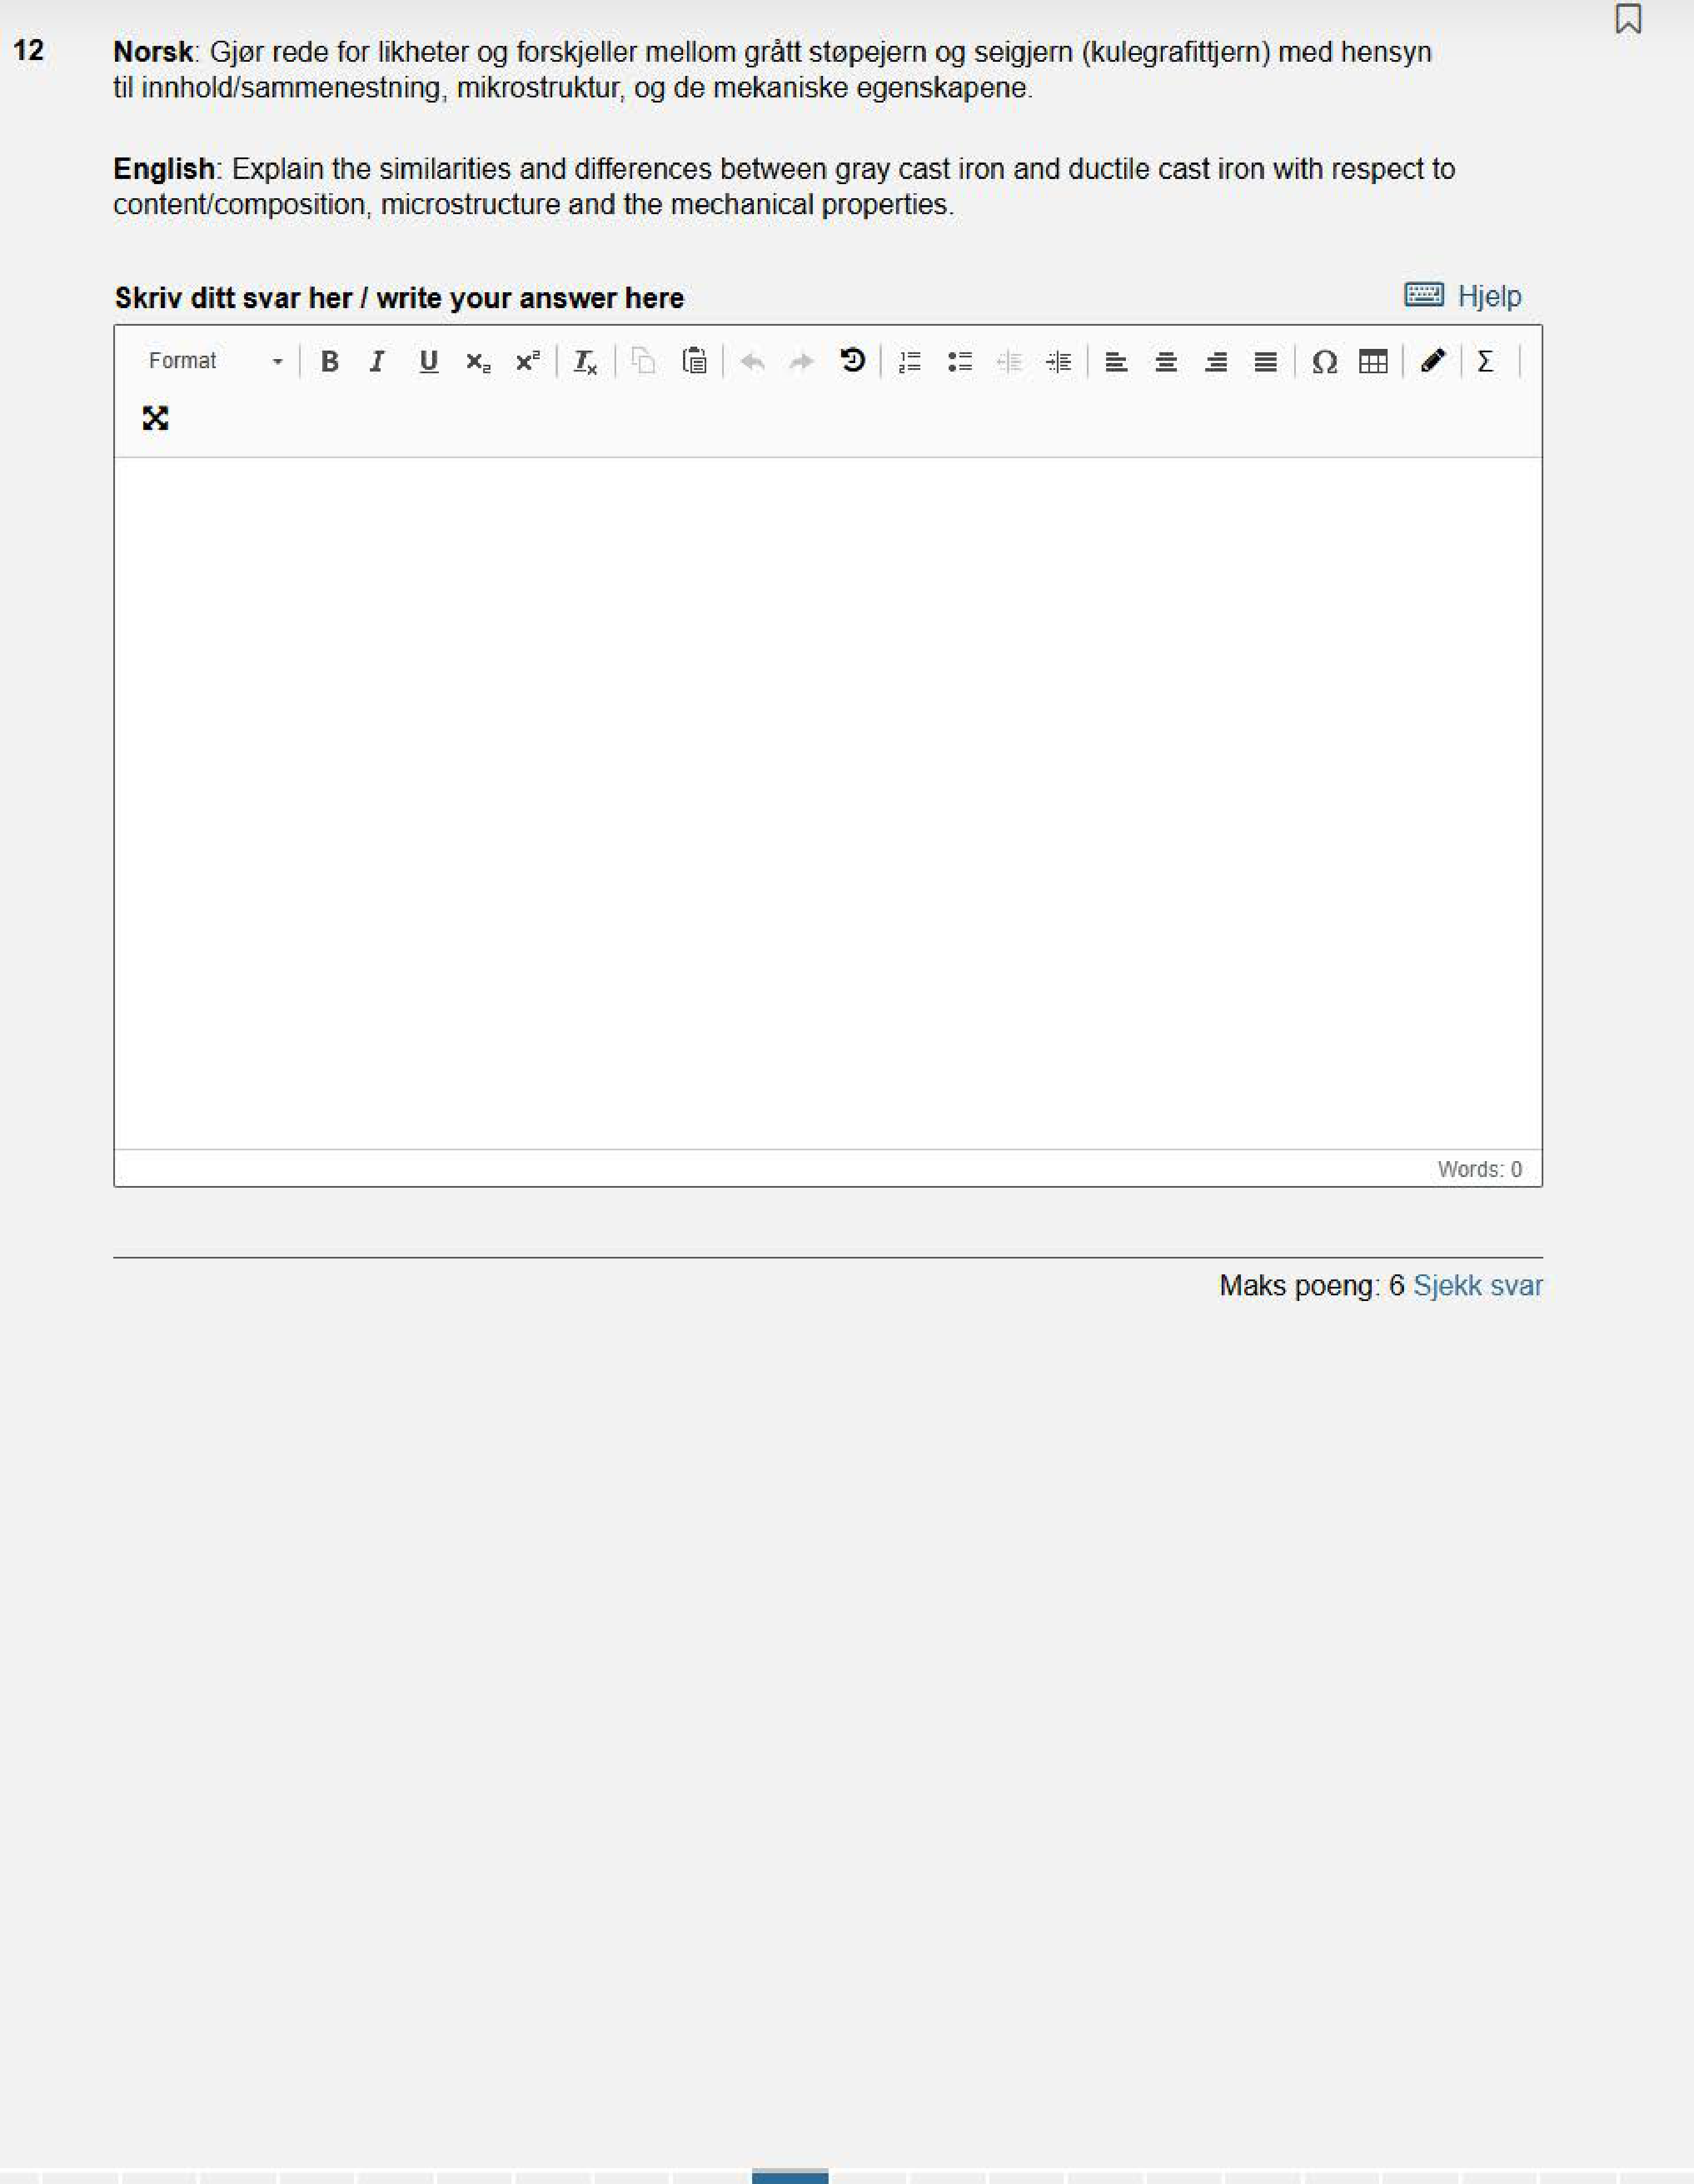 12
Norsk: Gjør rede for likheter og forskjeller mellom grått støpejern og seigjern (kulegrafittjern) med hensyn
til innhold/sammenestning, mikrostruktur, og de mekaniske egenskapene.
English: Explain the similarities and differences between gray cast iron and ductile cast iron with respect to
content/composition, microstructure and the mechanical properties.
Skriv ditt svar her / write your answer here
Hjelp
Format
Words: 0
Maks poeng: 6 Sjekk svar